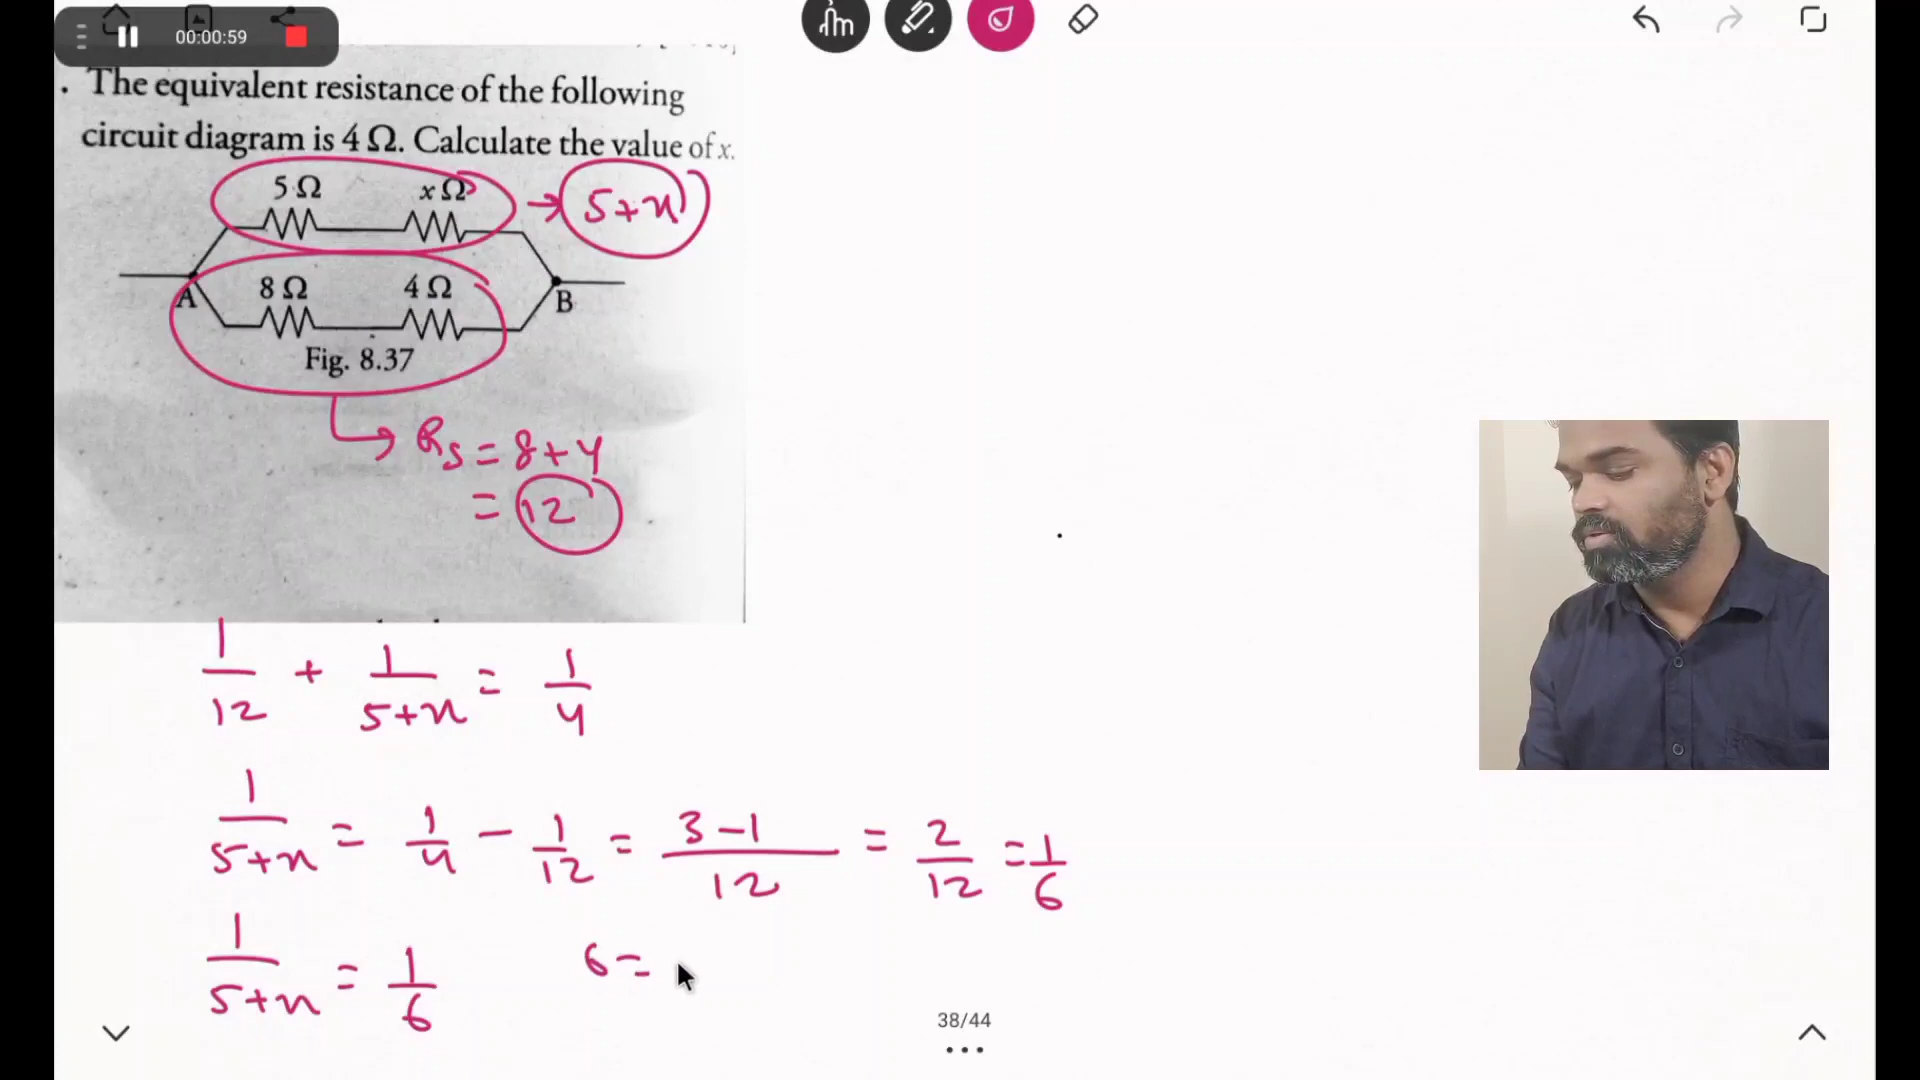 00:00:59
. The equivalent resistance of the following
circuit diagram is 4 Ω. Calculate the value of x.
5 Ω x Ω → 5+x
8 Ω 4 Ω
A B
Fig. 8.37
Rs = 8+4
= 12
1/12 + 1/(5+x) = 1/4
1/(5+x) = 1/4 − 1/12 = (3−1)/12 = 2/12 = 1/6
1/(5+x) = 1/6 6=
38/44